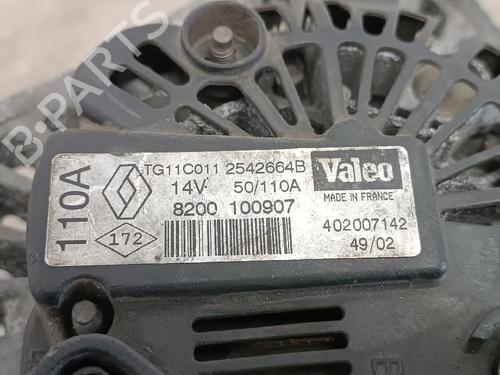 B-PARTS
110A
TG11C011 2542664B
Valeo
14V 50/110A
MADE IN FRANCE
8200 100907
172
402007142
49/02